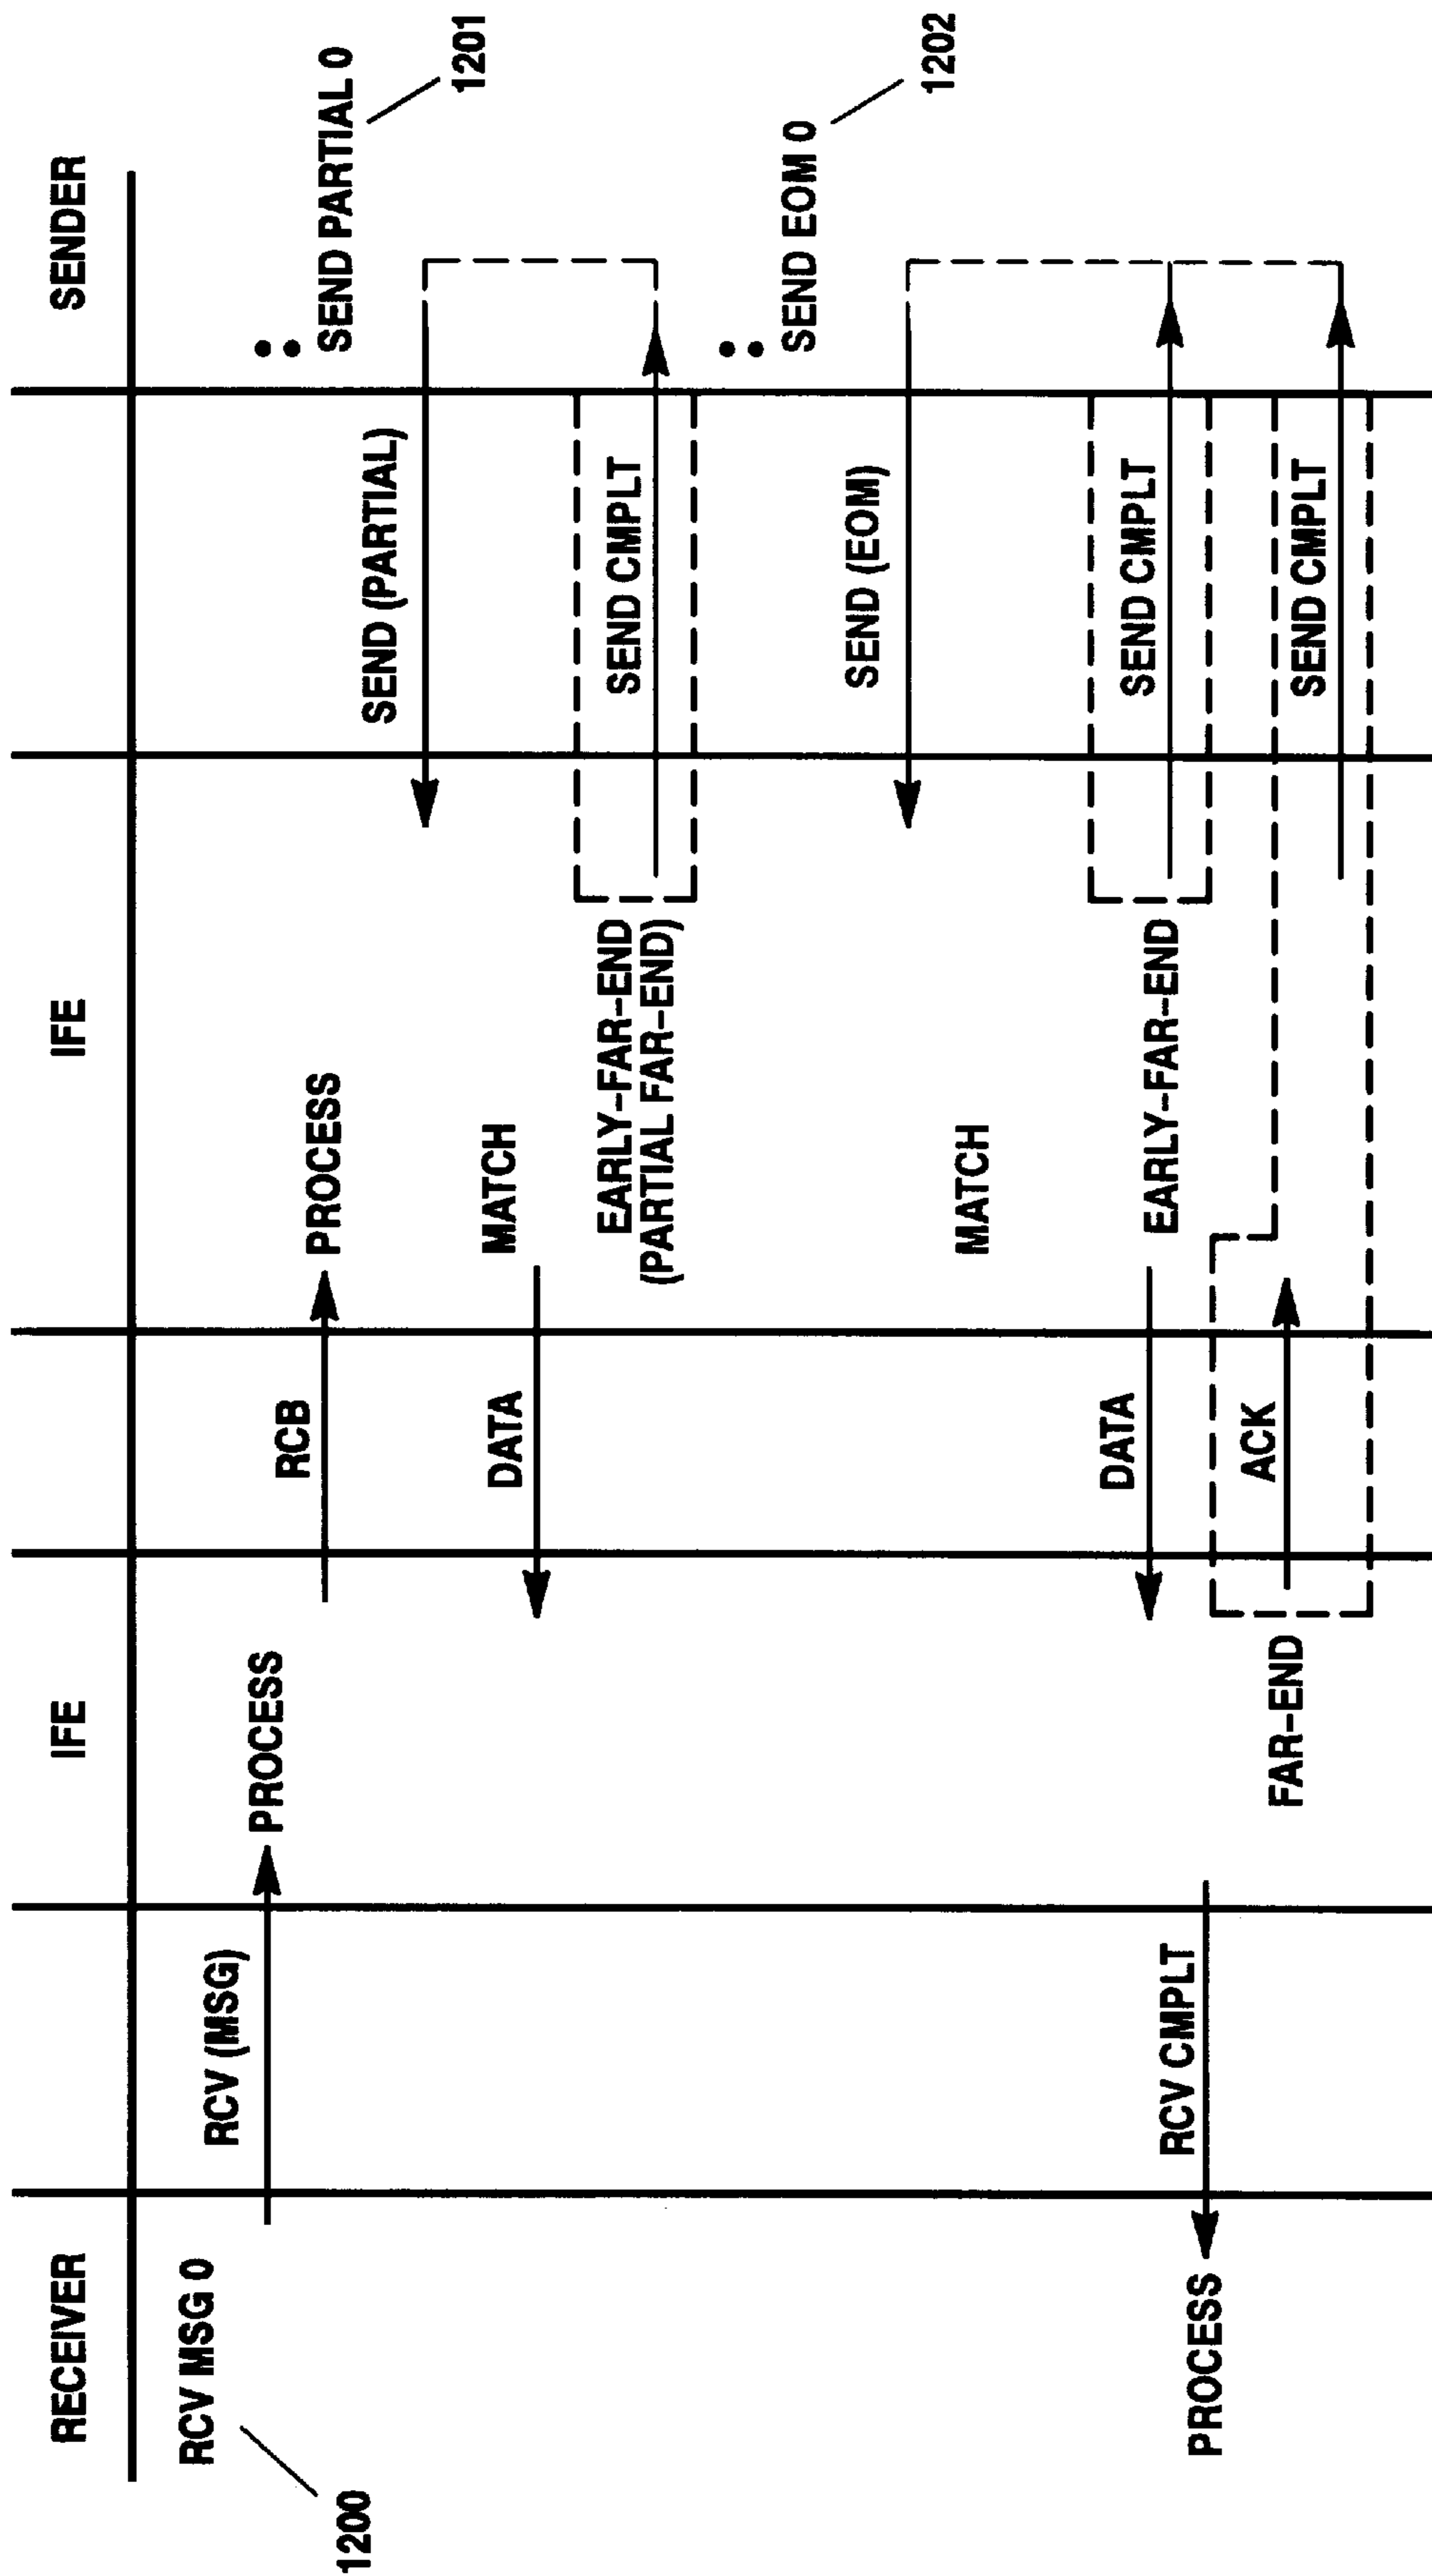 RECEIVER
IFE
IFE
SENDER
RCV MSG 0
1200
RCV (MSG)
PROCESS
RCB
PROCESS
SEND PARTIAL 0
1201
SEND (PARTIAL)
MATCH
DATA
SEND CMPLT
EARLY-FAR-END
(PARTIAL FAR-END)
SEND EOM 0
1202
SEND (EOM)
MATCH
DATA
EARLY-FAR-END
SEND CMPLT
RCV CMPLT
PROCESS
ACK
FAR-END
SEND CMPLT